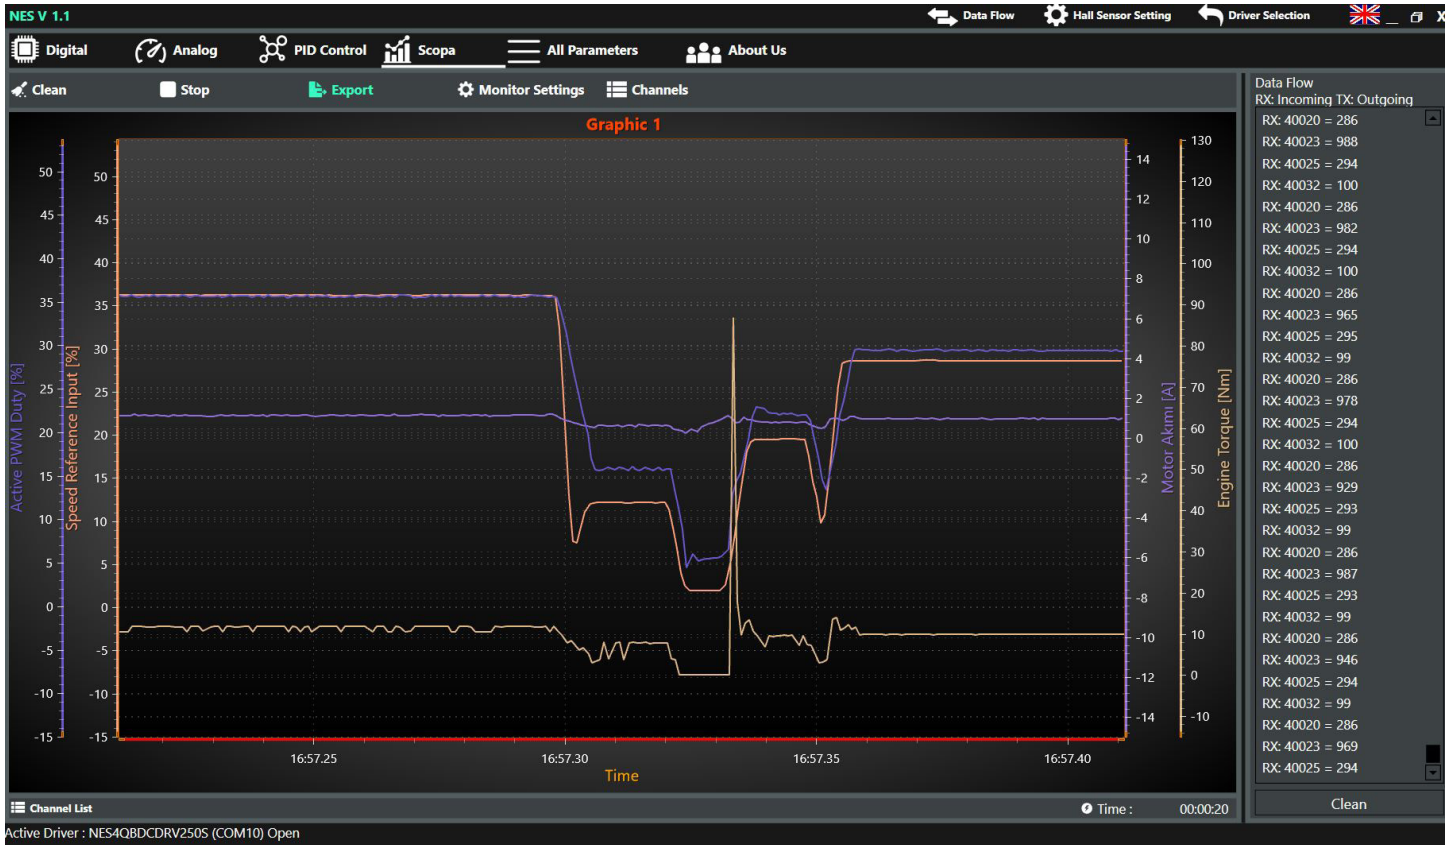 NES V 1.1
Data Flow
Hall Sensor Setting
Driver Selection
Digital
Analog
PID Control
Scopa
All Parameters
About Us
Clean
Stop
Export
Monitor Settings
Channels
Graphic 1
Active PWM Duty [%]
50
45
40
35
30
25
20
15
10
5
0
-5
-10
-15
Speed Reference Input [%]
50
45
40
35
30
25
20
15
10
5
0
-5
-10
-15
14
12
10
8
6
4
2
0
-2
-4
-6
-8
-10
-12
-14
Motor Akımı [A]
130
120
110
100
90
80
70
60
50
40
30
20
10
0
-10
Engine Torque [Nm]
16:57.25
16:57.30
16:57.35
16:57.40
Time
Channel List
Time :
00:00:20
Active Driver : NES4QBDCDRV250S (COM10) Open
Data Flow
RX: Incoming TX: Outgoing
RX: 40020 = 286
RX: 40023 = 988
RX: 40025 = 294
RX: 40032 = 100
RX: 40020 = 286
RX: 40023 = 982
RX: 40025 = 294
RX: 40032 = 100
RX: 40020 = 286
RX: 40023 = 965
RX: 40025 = 295
RX: 40032 = 99
RX: 40020 = 286
RX: 40023 = 978
RX: 40025 = 294
RX: 40032 = 100
RX: 40020 = 286
RX: 40023 = 929
RX: 40025 = 293
RX: 40032 = 99
RX: 40020 = 286
RX: 40023 = 987
RX: 40025 = 293
RX: 40032 = 99
RX: 40020 = 286
RX: 40023 = 946
RX: 40025 = 294
RX: 40032 = 99
RX: 40020 = 286
RX: 40023 = 969
RX: 40025 = 294
Clean